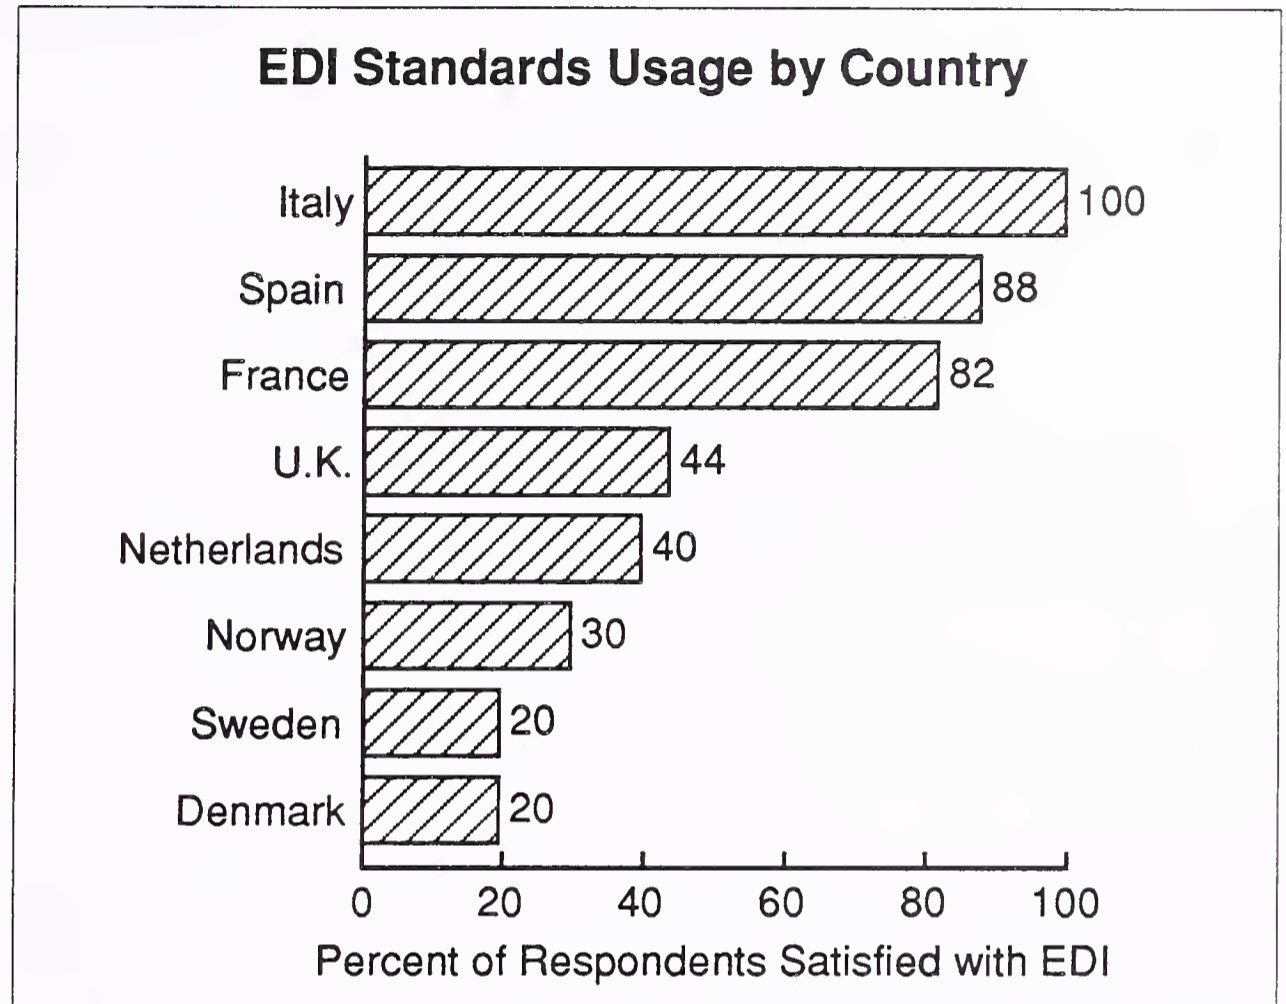 EDI Standards Usage by Country
Italy 100
Spain 88
France 82
U.K. 44
Netherlands 40
Norway 30
Sweden 20
Denmark 20
0 20 40 60 80 100
Percent of Respondents Satisfied with EDI